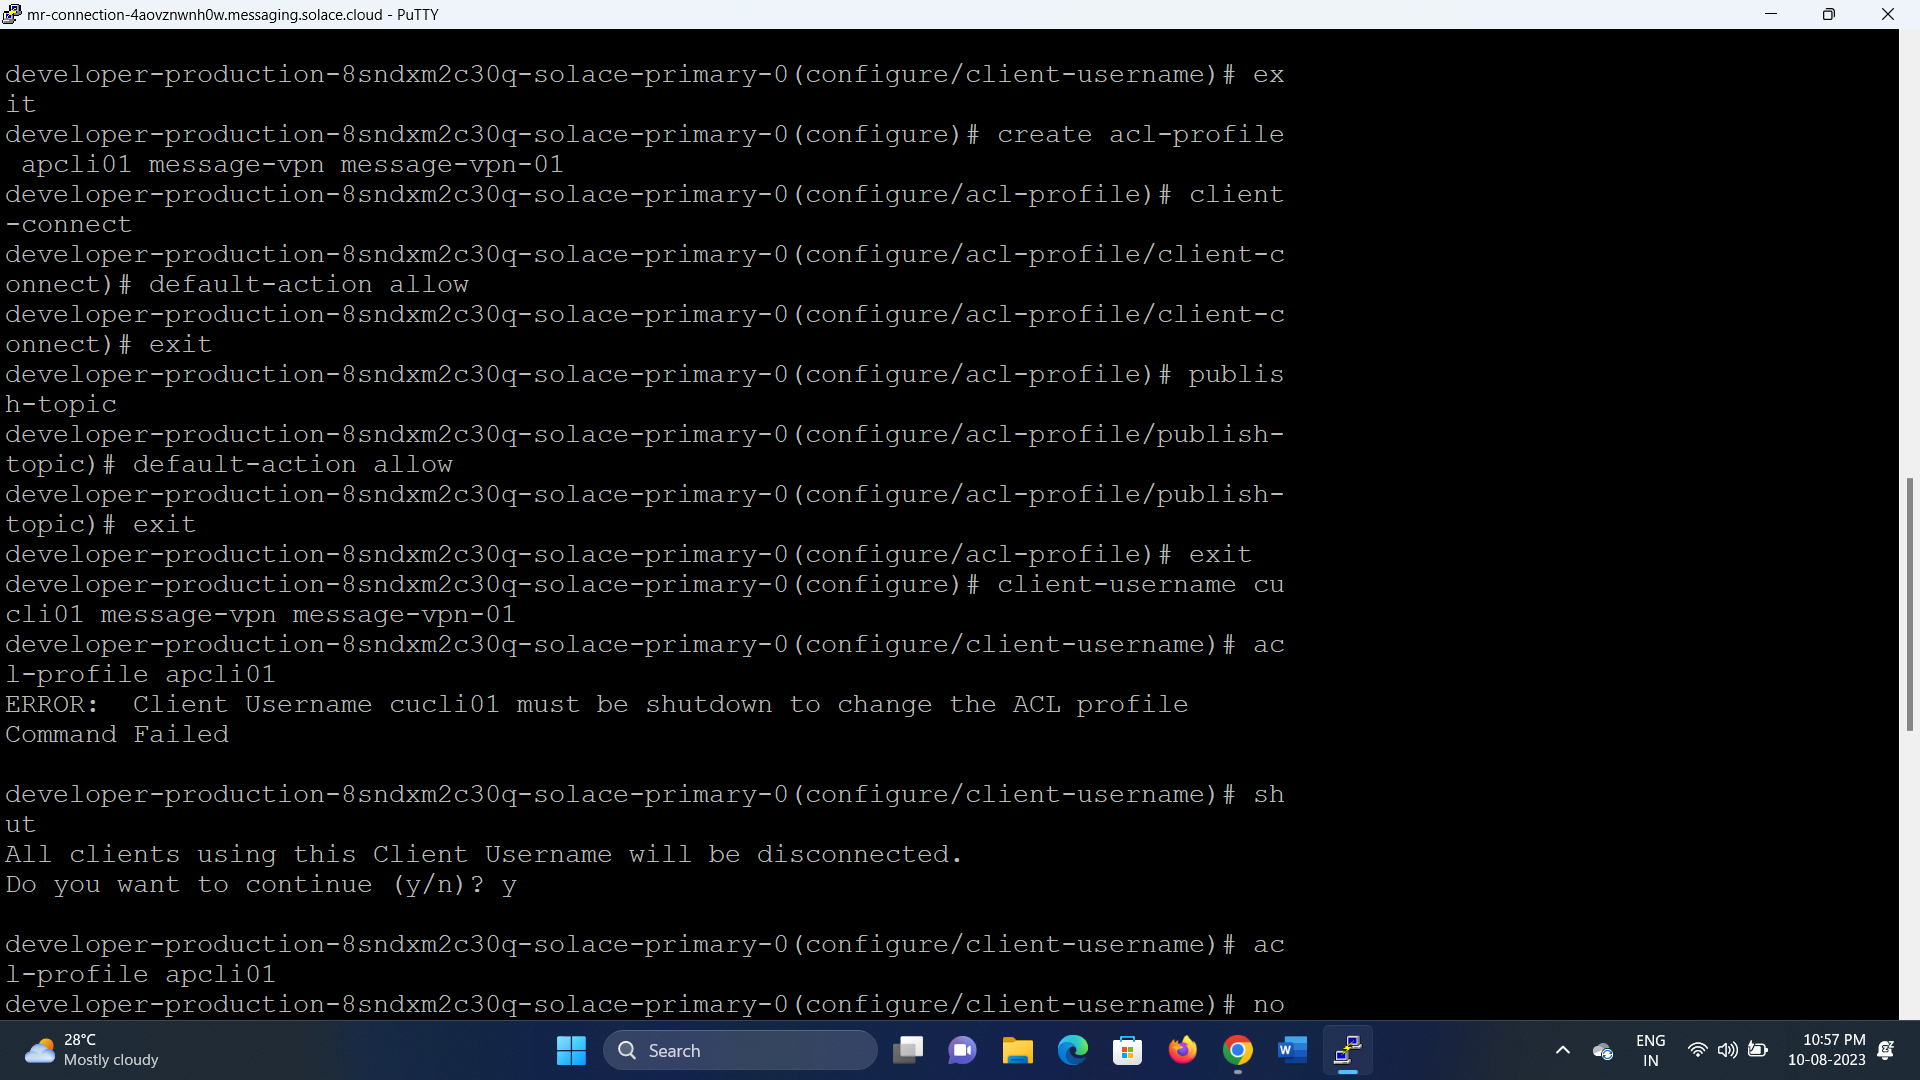 mr-connection-4aovznwnh0w.messaging.solace.cloud - PuTTY
developer-production-8sndxm2c30q-solace-primary-0(configure/client-username)# ex
it
developer-production-8sndxm2c30q-solace-primary-0(configure)# create acl-profile
 apcli01 message-vpn message-vpn-01
developer-production-8sndxm2c30q-solace-primary-0(configure/acl-profile)# client
-connect
developer-production-8sndxm2c30q-solace-primary-0(configure/acl-profile/client-c
onnect)# default-action allow
developer-production-8sndxm2c30q-solace-primary-0(configure/acl-profile/client-c
onnect)# exit
developer-production-8sndxm2c30q-solace-primary-0(configure/acl-profile)# publis
h-topic
developer-production-8sndxm2c30q-solace-primary-0(configure/acl-profile/publish-
topic)# default-action allow
developer-production-8sndxm2c30q-solace-primary-0(configure/acl-profile/publish-
topic)# exit
developer-production-8sndxm2c30q-solace-primary-0(configure/acl-profile)# exit
developer-production-8sndxm2c30q-solace-primary-0(configure)# client-username cu
cli01 message-vpn message-vpn-01
developer-production-8sndxm2c30q-solace-primary-0(configure/client-username)# ac
l-profile apcli01
ERROR:  Client Username cucli01 must be shutdown to change the ACL profile
Command Failed
developer-production-8sndxm2c30q-solace-primary-0(configure/client-username)# sh
ut
All clients using this Client Username will be disconnected.
Do you want to continue (y/n)? y
developer-production-8sndxm2c30q-solace-primary-0(configure/client-username)# ac
l-profile apcli01
developer-production-8sndxm2c30q-solace-primary-0(configure/client-username)# no
28°C
Mostly cloudy
Search
W
ENG
IN
10:57 PM
10-08-2023